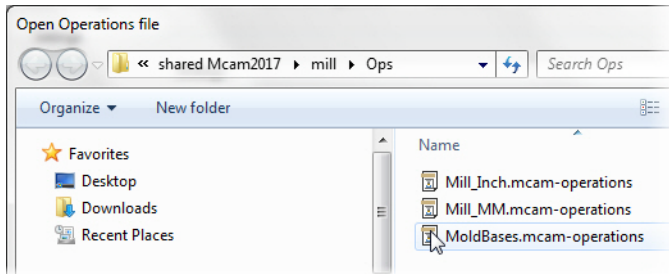 Open Operations file
« shared Mcam2017 ▸ mill ▸ Ops
Search Ops
Organize ▾ New folder
Favorites
Desktop
Downloads
Recent Places
Name
Mill_Inch.mcam-operations
Mill_MM.mcam-operations
MoldBases.mcam-operations